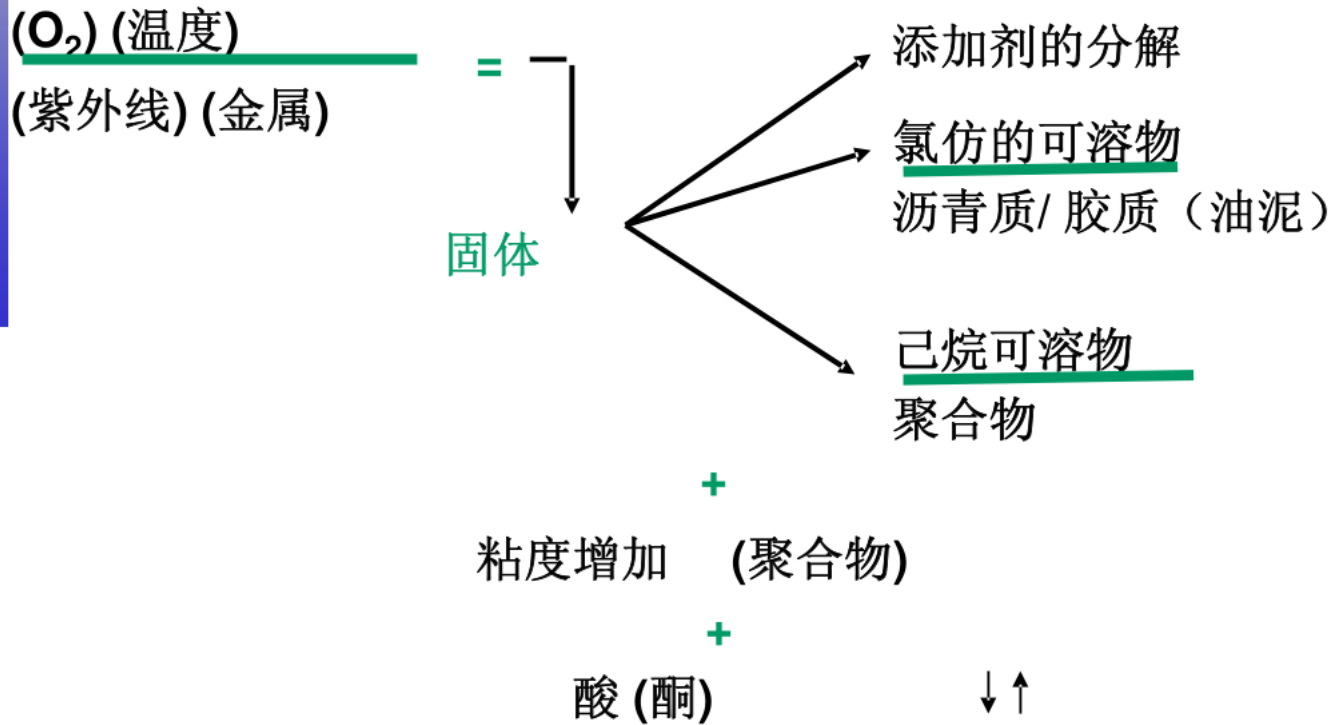 (O₂) (温度)
(紫外线) (金属)
=
固体
添加剂的分解
氯仿的可溶物
沥青质/ 胶质（油泥）
己烷可溶物
聚合物
+
粘度增加 (聚合物)
+
酸 (酮) ↓↑